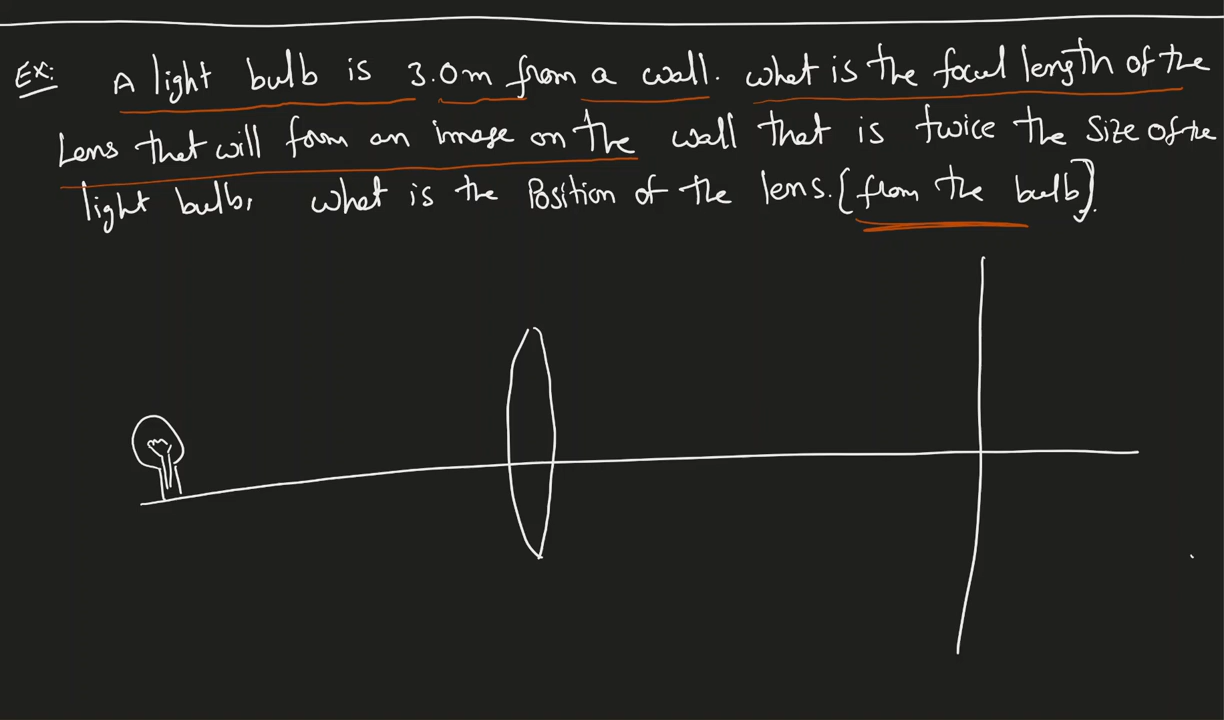 Ex: A light bulb is 3.0m from a wall. what is the focal length of the
Lens that will form an image on the wall that is twice the size of the
light bulb. what is the Position of the lens. [from the bulb].